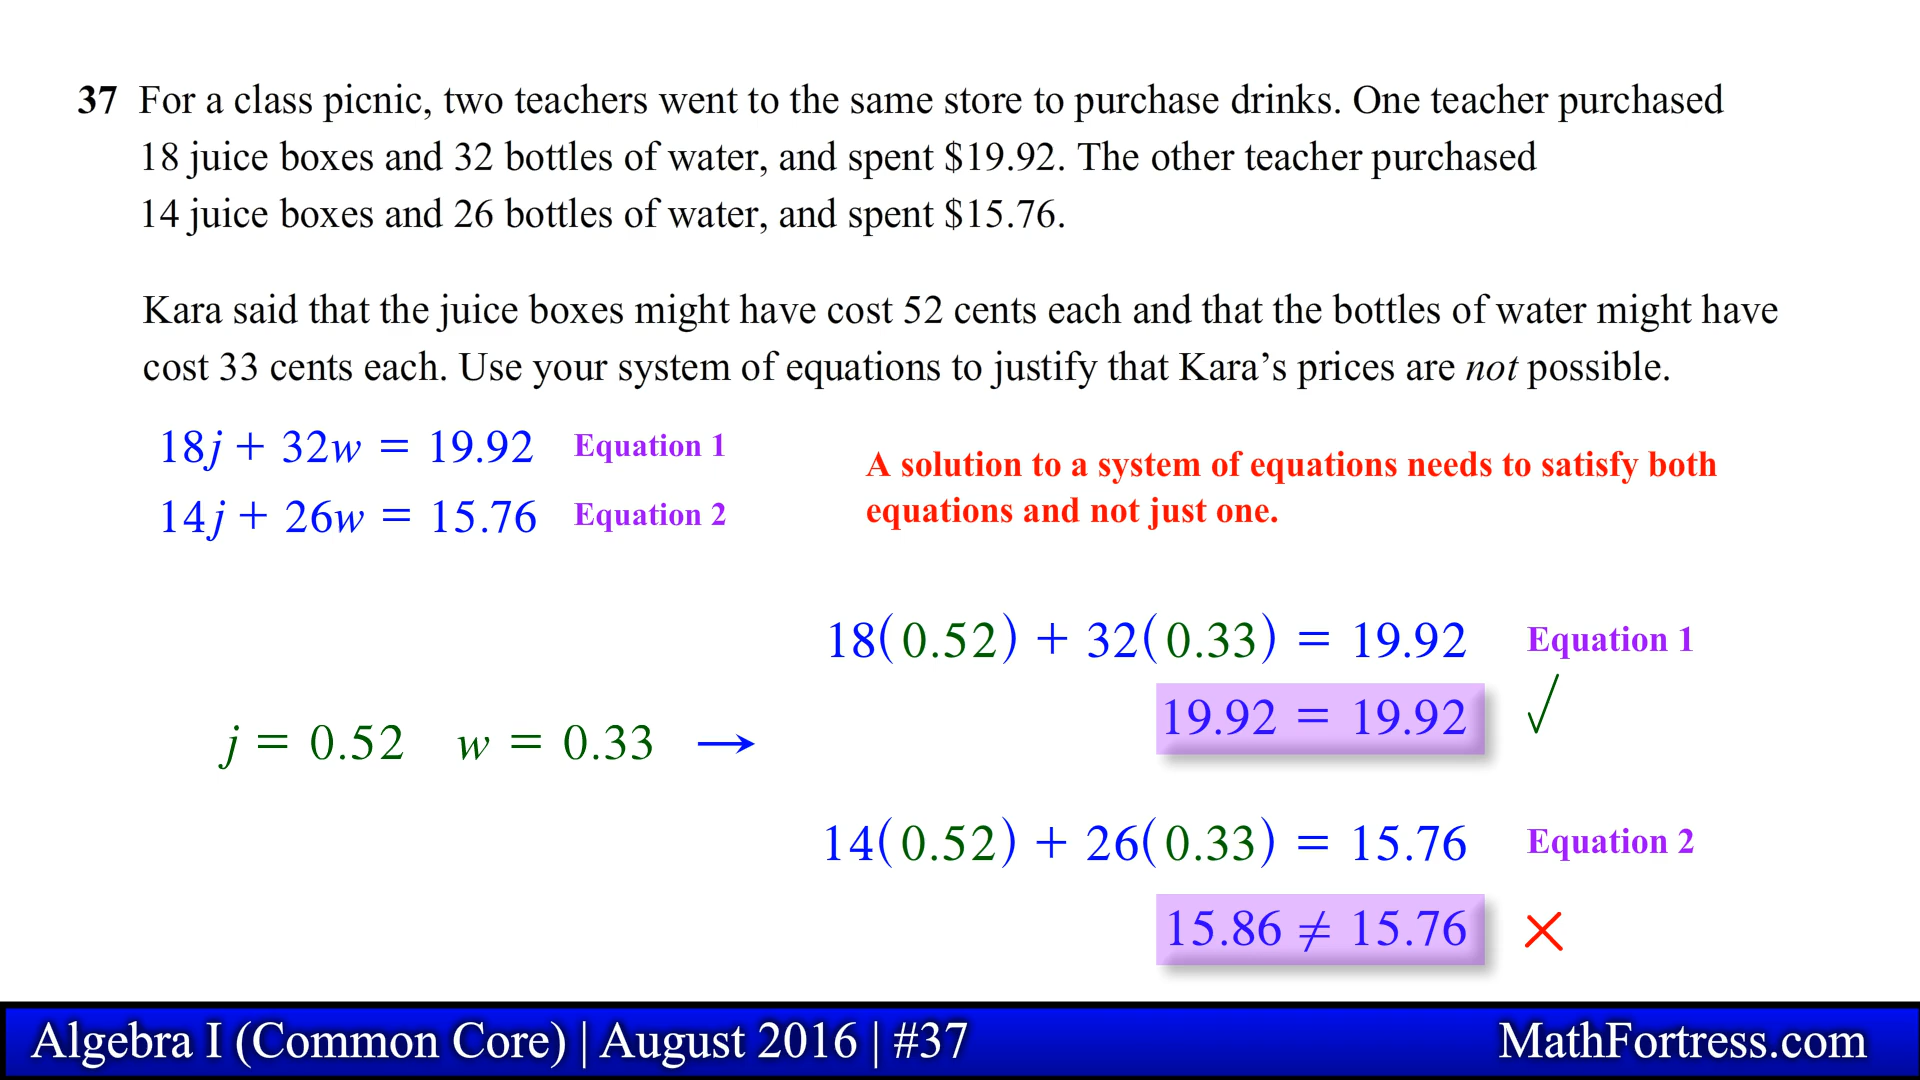 37 For a class picnic, two teachers went to the same store to purchase drinks. One teacher purchased
18 juice boxes and 32 bottles of water, and spent $19.92. The other teacher purchased
14 juice boxes and 26 bottles of water, and spent $15.76.
Kara said that the juice boxes might have cost 52 cents each and that the bottles of water might have
cost 33 cents each. Use your system of equations to justify that Kara’s prices are not possible.
18j + 32w = 19.92 Equation 1
14j + 26w = 15.76 Equation 2
A solution to a system of equations needs to satisfy both
equations and not just one.
j = 0.52 w = 0.33 →
18(0.52) + 32(0.33) = 19.92 Equation 1
19.92 = 19.92 ✓
14(0.52) + 26(0.33) = 15.76 Equation 2
15.86 ≠ 15.76 ×
Algebra I (Common Core) | August 2016 | #37
MathFortress.com